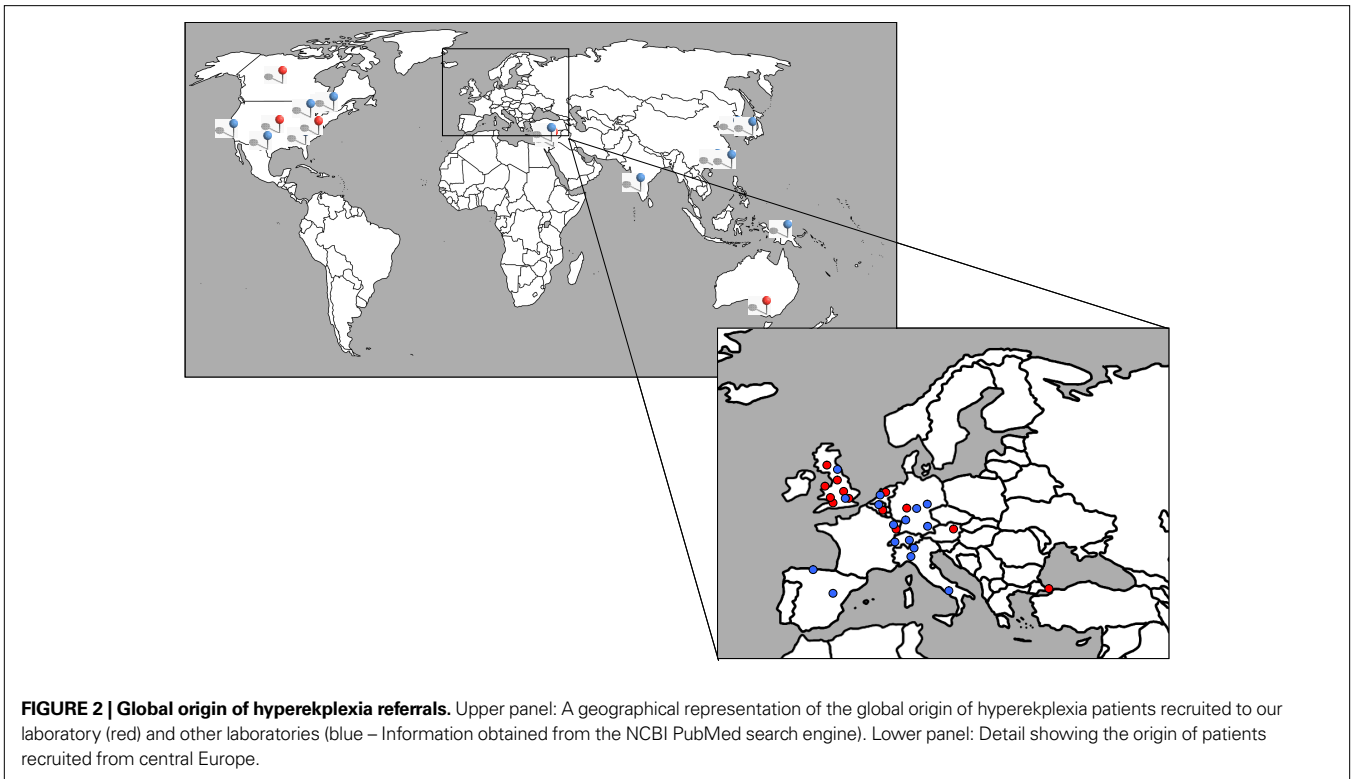 FIGURE 2 | Global origin of hyperekplexia referrals. Upper panel: A geographical representation of the global origin of hyperekplexia patients recruited to our
laboratory (red) and other laboratories (blue – Information obtained from the NCBI PubMed search engine). Lower panel: Detail showing the origin of patients
recruited from central Europe.